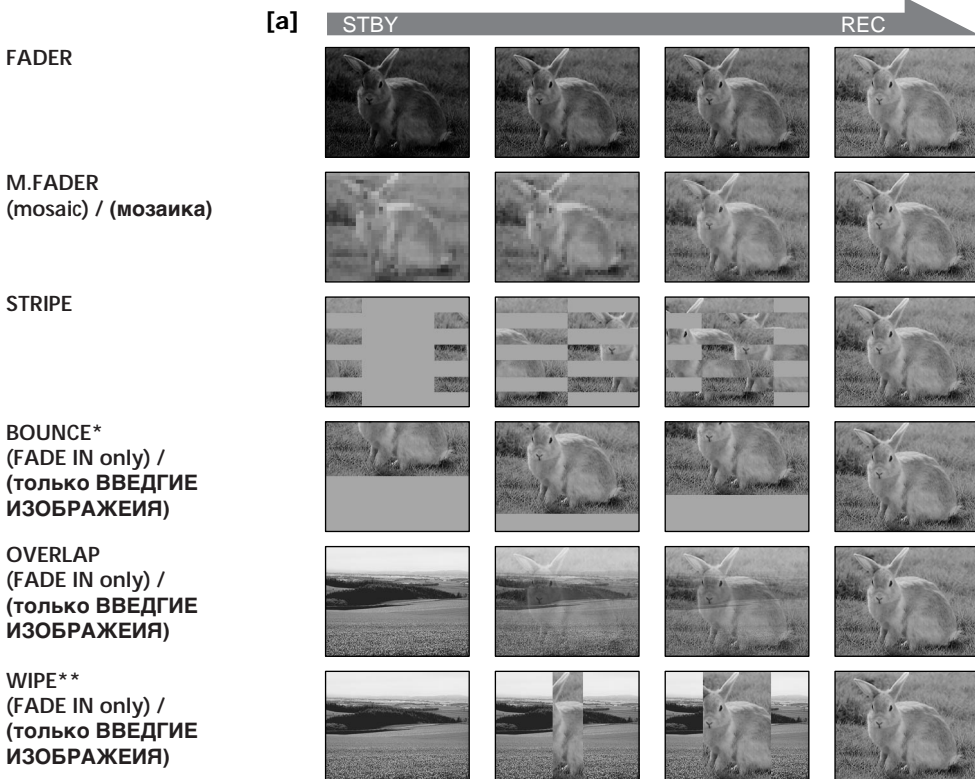 [a] STBY REC
FADER
M.FADER
(mosaic) / (мозаика)
STRIPE
BOUNCE*
(FADE IN only) /
(только ВВЕДГИЕ
ИЗОБРАЖЕИЯ)
OVERLAP
(FADE IN only) /
(только ВВЕДГИЕ
ИЗОБРАЖЕИЯ)
WIPE**
(FADE IN only) /
(только ВВЕДГИЕ
ИЗОБРАЖЕИЯ)